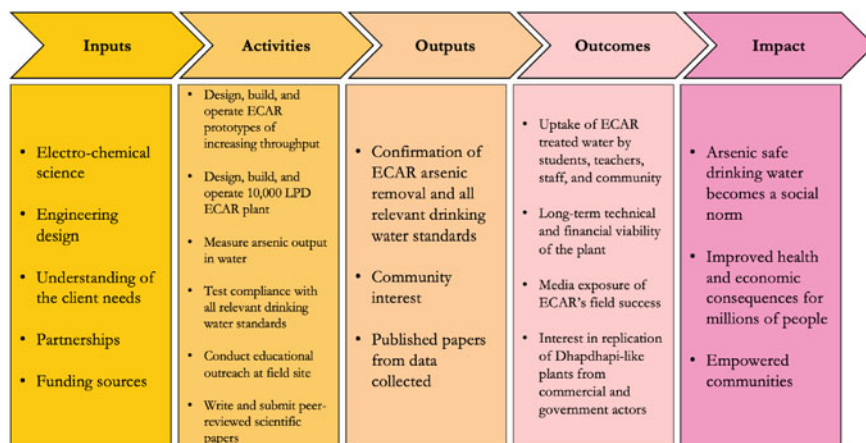 Inputs
Activities
Outputs
Outcomes
Impact
• Electro-chemical
science
• Engineering
design
• Understanding of
the client needs
• Partnerships
• Funding sources
• Design, build, and
operate ECAR
prototypes of
increasing throughput
• Design, build, and
operate 10,000 LPD
ECAR plant
• Measure arsenic output
in water
• Test compliance with
all relevant drinking
water standards
• Conduct educational
outreach at field site
• Write and submit peer-
reviewed scientific
papers
• Confirmation of
ECAR arsenic
removal and all
relevant drinking
water standards
• Community
interest
• Published papers
from data
collected
• Uptake of ECAR
treated water by
students, teachers,
staff, and community
• Long-term technical
and financial viability
of the plant
• Media exposure of
ECAR's field success
• Interest in replication
of Dhapdhapi-like
plants from
commercial and
government actors
• Arsenic safe
drinking water
becomes a social
norm
• Improved health
and economic
consequences for
millions of people
• Empowered
communities